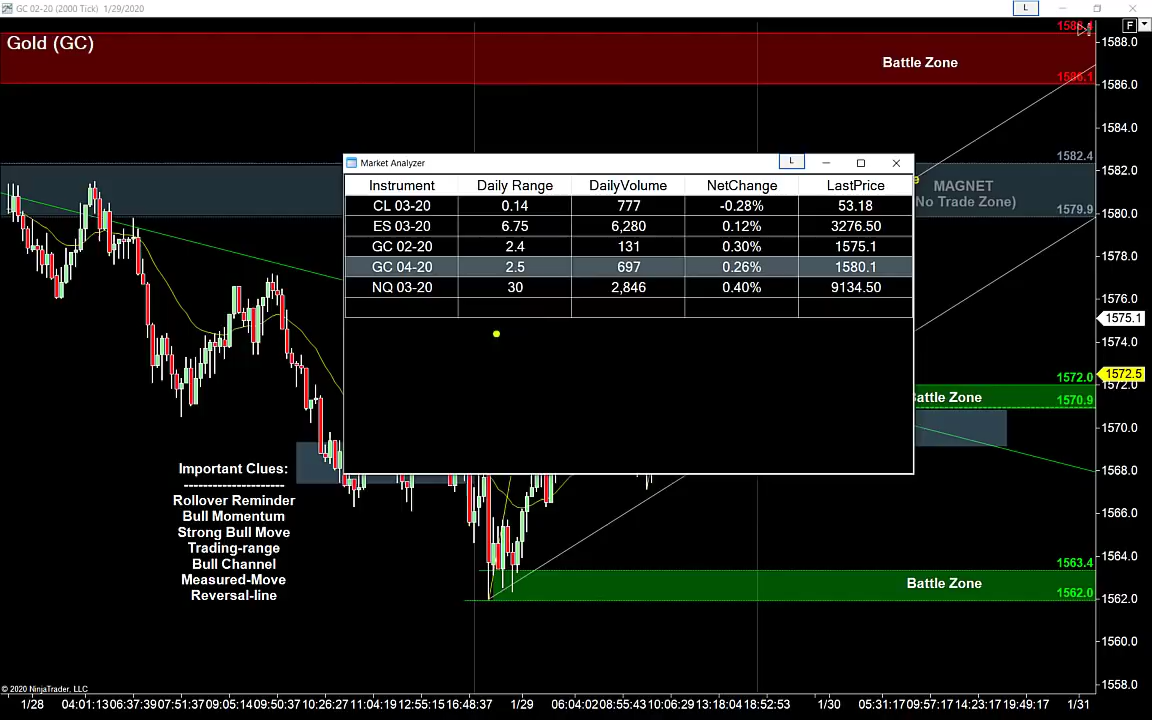 GC 02-20 (2000 Tick) 1/29/2020
L
Gold (GC)
F
1588.4
1588.0
Battle Zone
1586.1
1586.0
1584.0
1582.4
1582.0
MAGNET
No Trade Zone)
1579.9
1580.0
1578.0
1576.0
1575.1
1574.0
1572.5
1572.0
1572.0
attle Zone
1570.9
1570.0
1568.0
1566.0
1564.0
1563.4
Battle Zone
1562.0
1562.0
1560.0
1558.0
Market Analyzer
L
Instrument Daily Range DailyVolume NetChange LastPrice
CL 03-20 0.14 777 -0.28% 53.18
ES 03-20 6.75 6,280 0.12% 3276.50
GC 02-20 2.4 131 0.30% 1575.1
GC 04-20 2.5 697 0.26% 1580.1
NQ 03-20 30 2,846 0.40% 9134.50
Important Clues:
--------------------
Rollover Reminder
Bull Momentum
Strong Bull Move
Trading-range
Bull Channel
Measured-Move
Reversal-line
© 2020 NinjaTrader, LLC
1/28 04:01:13 06:37:39 07:51:37 09:05:14 09:50:37 10:26:27 11:04:19 12:55:15 16:48:37 1/29 06:04:02 08:55:43 10:06:29 13:18:04 18:52:53 1/30 05:31:17 09:57:17 14:23:17 19:49:17 1/31